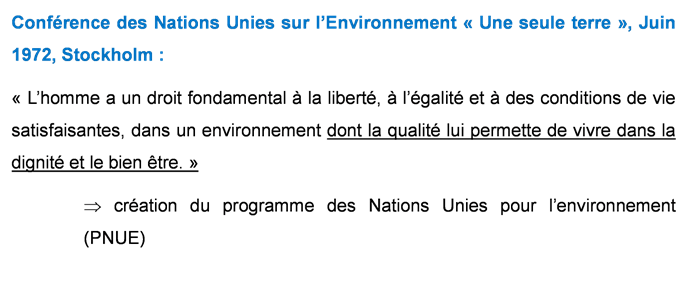 Conférence des Nations Unies sur l’Environnement « Une seule terre », Juin
1972, Stockholm :
« L’homme a un droit fondamental à la liberté, à l’égalité et à des conditions de vie
satisfaisantes, dans un environnement dont la qualité lui permette de vivre dans la
dignité et le bien être. »
⇒ création du programme des Nations Unies pour l’environnement
(PNUE)